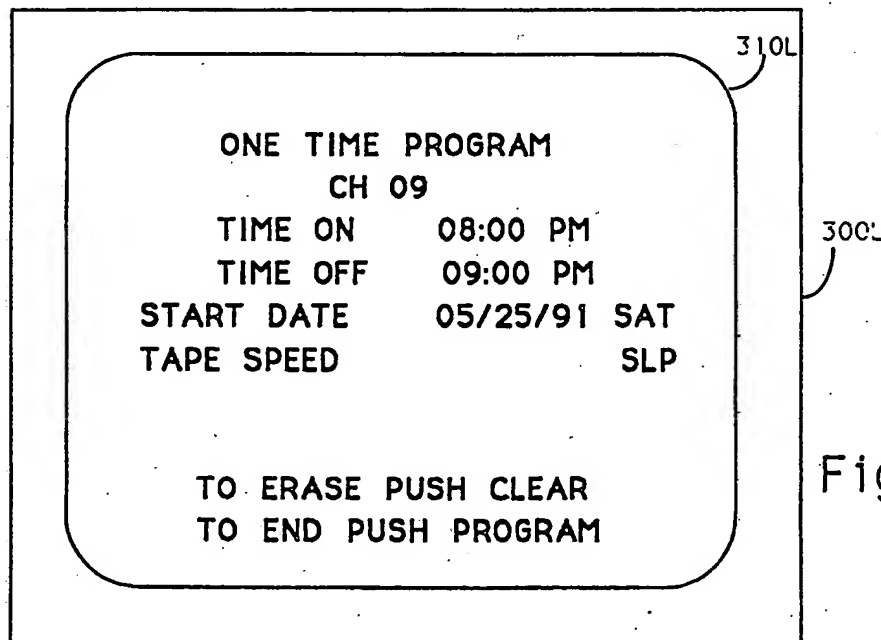 310L
ONE TIME PROGRAM
CH 09
TIME ON 08:00 PM
TIME OFF 09:00 PM
300L
START DATE 05/25/91 SAT
TAPE SPEED SLP
TO ERASE PUSH CLEAR
TO END PUSH PROGRAM